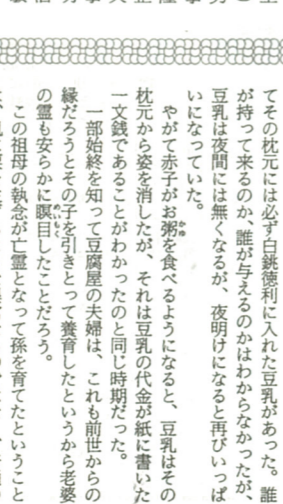 てその枕元には必ず白銚徳利に入れた豆乳があった。誰
が持って来るのか、誰が与えるのかはわからなかったが、
豆乳は夜間には無くなるが、夜明けになると再びいっぱ
いになっていた。
やがて赤子がお粥を食べるようになると、豆乳はその
枕元から姿を消したが、それは豆乳の代金が紙に書いた
一文銭であることがわかったのと同じ時期だった。
一部始終を知って豆腐屋の夫婦は、これも前世からの
縁だろうとその子を引きとって養育したというから老婆
の霊も安らかに瞑目したことだろう。
この祖母の執念が亡霊となって孫を育てたということ